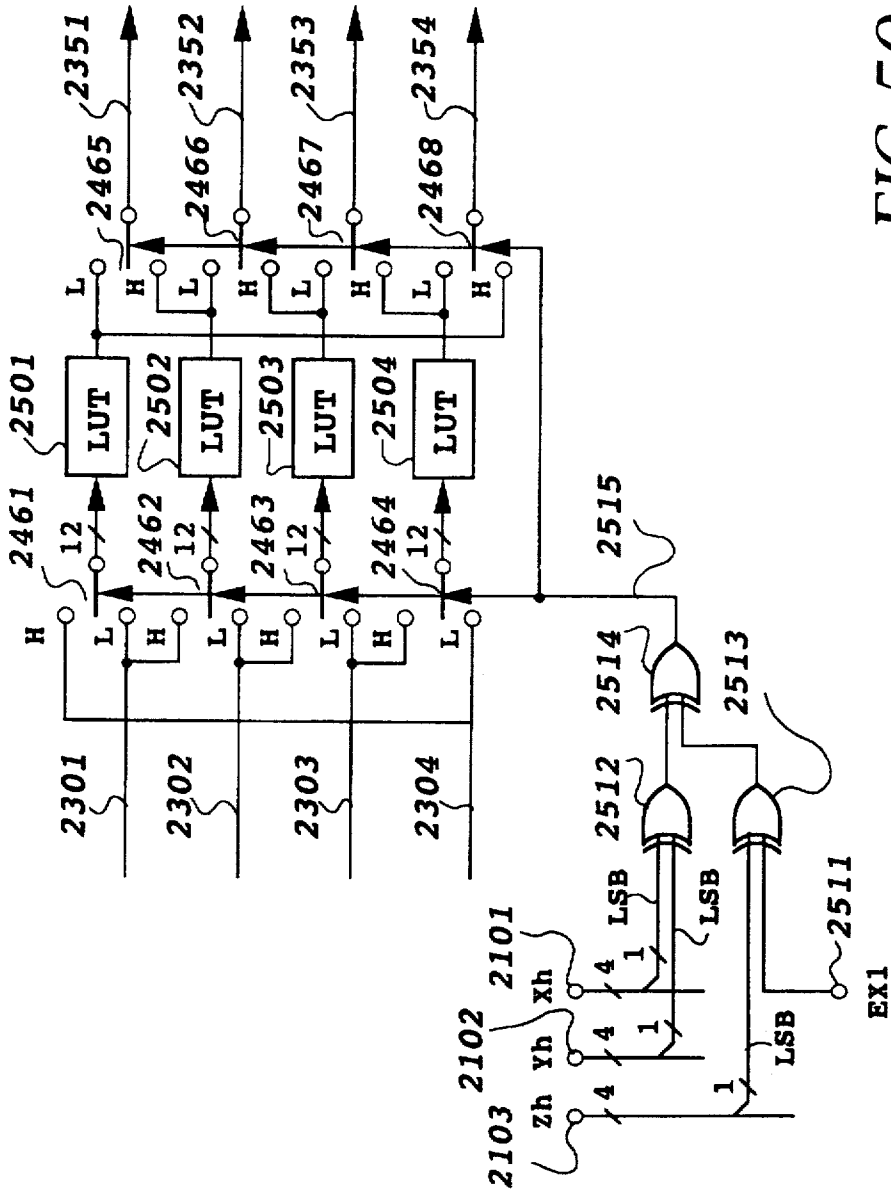 2301
2302
2303
2304
2461
2462
2463
2464
H
L
H
L
H
L
H
L
12
12
12
12
2501
2502
2503
2504
LUT
LUT
LUT
LUT
L
H
L
H
L
H
L
H
2465
2466
2467
2468
2351
2352
2353
2354
2103
2102
2101
Zh
Yh
Xh
4
4
4
1
1
1
LSB
LSB
LSB
2512
2514
2513
2515
EX1
2511
FIG.